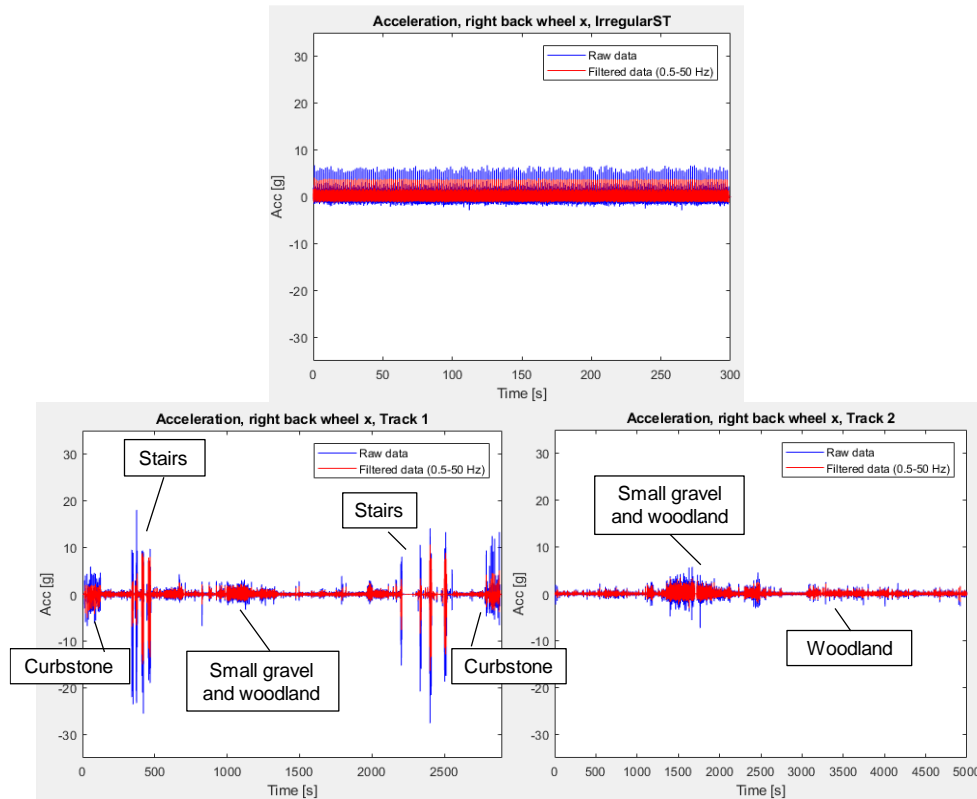 Acceleration, right back wheel x, IrregularST
Raw data
Filtered data (0.5-50 Hz)
30
20
10
0
-10
-20
-30
Acc [g]
0 50 100 150 200 250 300
Time [s]
Acceleration, right back wheel x, Track 1
Raw data
Filtered data (0.5-50 Hz)
Stairs
Stairs
30
20
10
0
-10
-20
-30
Acc [g]
Curbstone
Small gravel
and woodland
Curbstone
0 500 1000 1500 2000 2500
Time [s]
Acceleration, right back wheel x, Track 2
Raw data
Filtered data (0.5-50 Hz)
Small gravel
and woodland
30
20
10
0
-10
-20
-30
Acc [g]
Woodland
0 500 1000 1500 2000 2500 3000 3500 4000 4500 5000
Time [s]